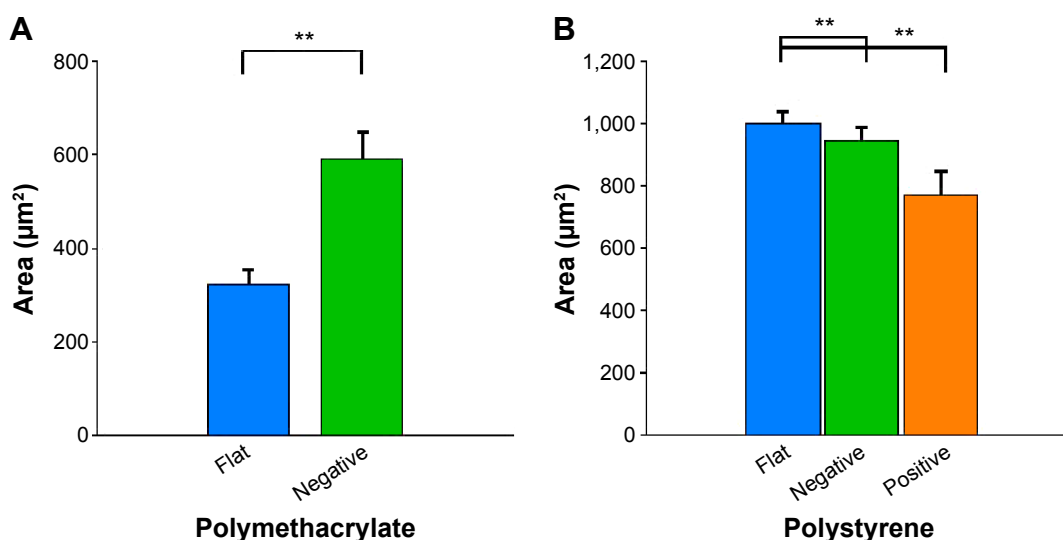 A
**
800
600
400
200
0
Area (µm²)
Flat
Negative
Polymethacrylate
B
**
**
1,200
1,000
800
600
400
200
0
Area (µm²)
Flat
Negative
Positive
Polystyrene